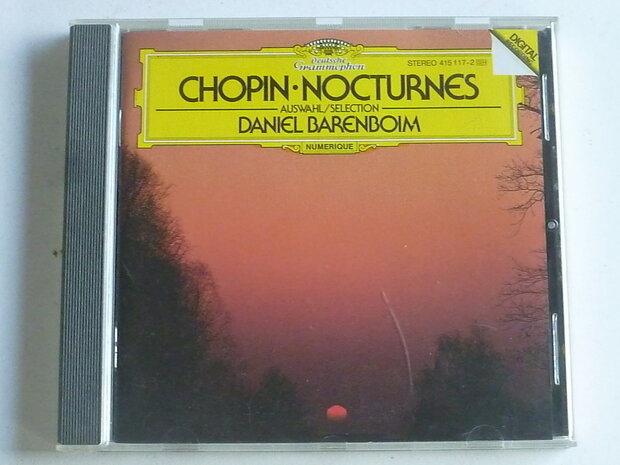 Deutsche
Grammophon
STEREO 415 117-2
DIGITAL
CHOPIN · NOCTURNES
AUSWAHL/SELECTION
DANIEL BARENBOIM
NUMERIQUE